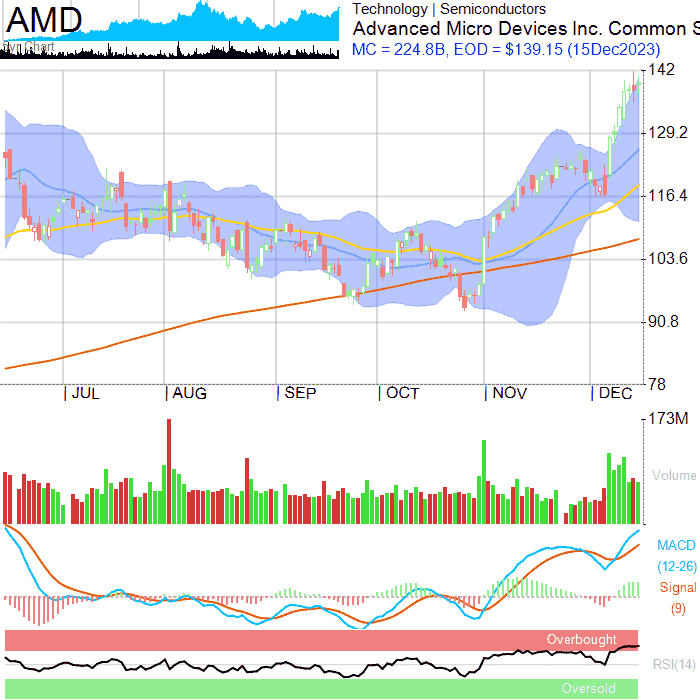 AMD
Technology | Semiconductors
Advanced Micro Devices Inc. Common S
MC = 224.8B, EOD = $139.15 (15Dec2023)
Chart
142
129.2
116.4
103.6
90.8
78
| JUL | AUG | SEP | OCT | NOV | DEC
173M
Volume
MACD
(12-26)
Signal
(9)
Overbought
RSI(14)
Oversold